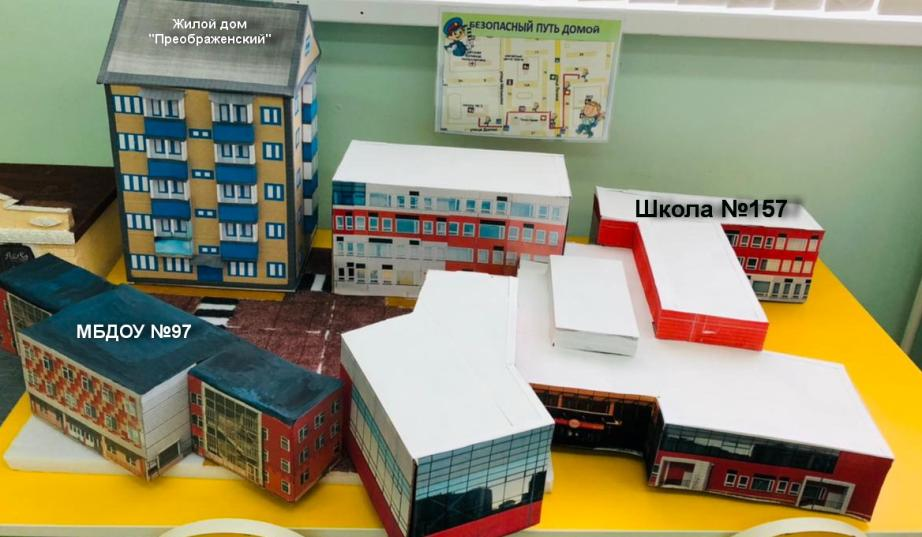 Жилой дом
"Преображенский"
БЕЗОПАСНЫЙ ПУТЬ ДОМОЙ
Школа №157
МБДОУ №97